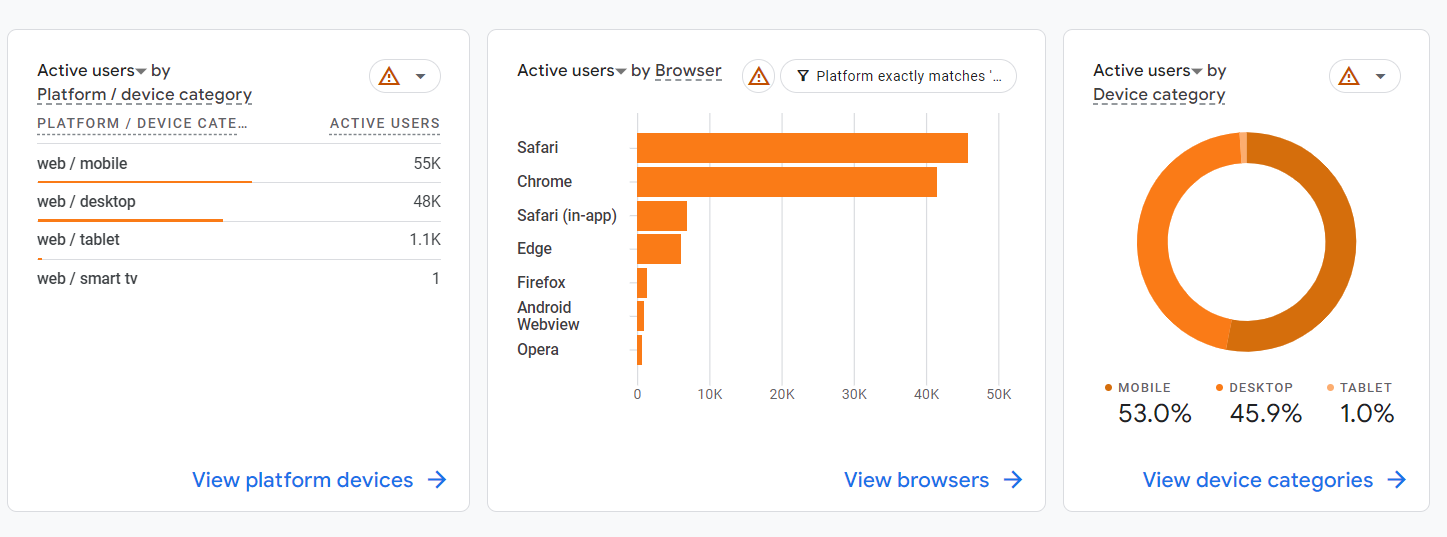 Active users by
Platform / device category
PLATFORM / DEVICE CATE… ACTIVE USERS
web / mobile 55K
web / desktop 48K
web / tablet 1.1K
web / smart tv 1
View platform devices
Active users by Browser
Platform exactly matches '…
Safari
Chrome
Safari (in-app)
Edge
Firefox
Android
Webview
Opera
0 10K 20K 30K 40K 50K
View browsers
Active users by
Device category
MOBILE DESKTOP TABLET
53.0% 45.9% 1.0%
View device categories